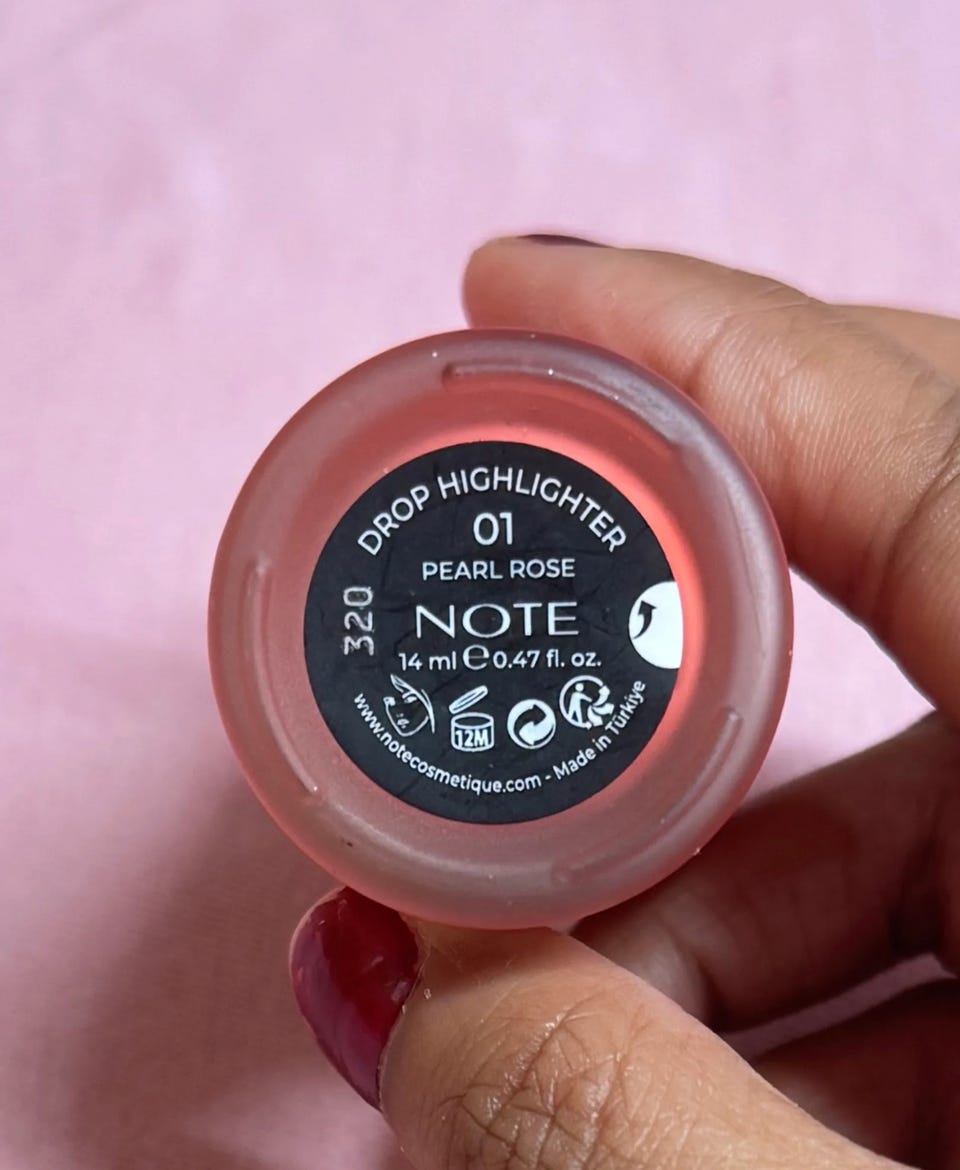 DROP HIGHLIGHTER
01
PEARL ROSE
320
NOTE
14 ml e 0.47 fl. oz.
12M
www.notecosmetique.com - Made in Türkiye